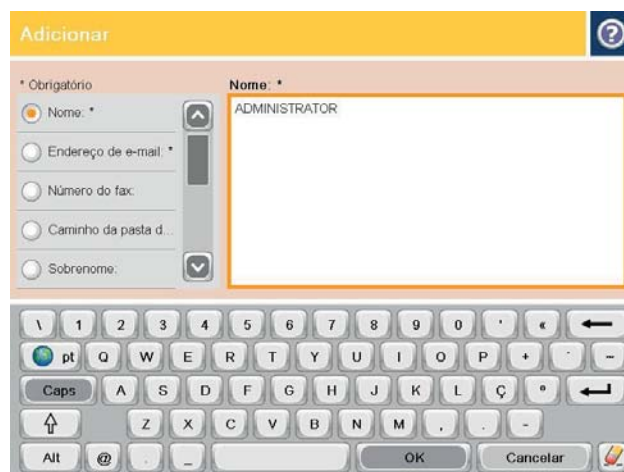 Adicionar
?
* Obrigatório
Nome: *
Endereço de e-mail: *
Número do fax:
Caminho da pasta d...
Sobrenome:
Nome: *
ADMINISTRATOR
\ 1 2 3 4 5 6 7 8 9 0 ' «
pt Q W E R T Y U I O P + ´ ~
Caps A S D F G H J K L Ç º
Z X C V B N M , . -
Alt @ . _ OK Cancelar